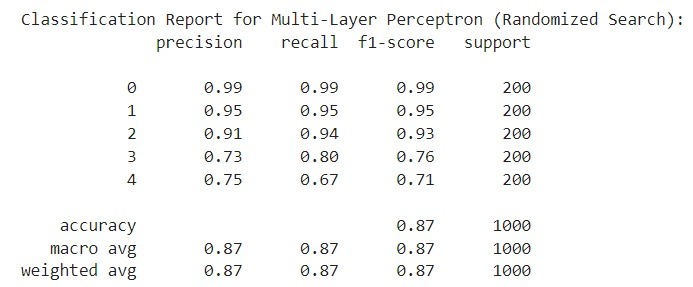 Classification Report for Multi-Layer Perceptron (Randomized Search):
precision recall f1-score support
0 0.99 0.99 0.99 200
1 0.95 0.95 0.95 200
2 0.91 0.94 0.93 200
3 0.73 0.80 0.76 200
4 0.75 0.67 0.71 200
accuracy 0.87 1000
macro avg 0.87 0.87 0.87 1000
weighted avg 0.87 0.87 0.87 1000